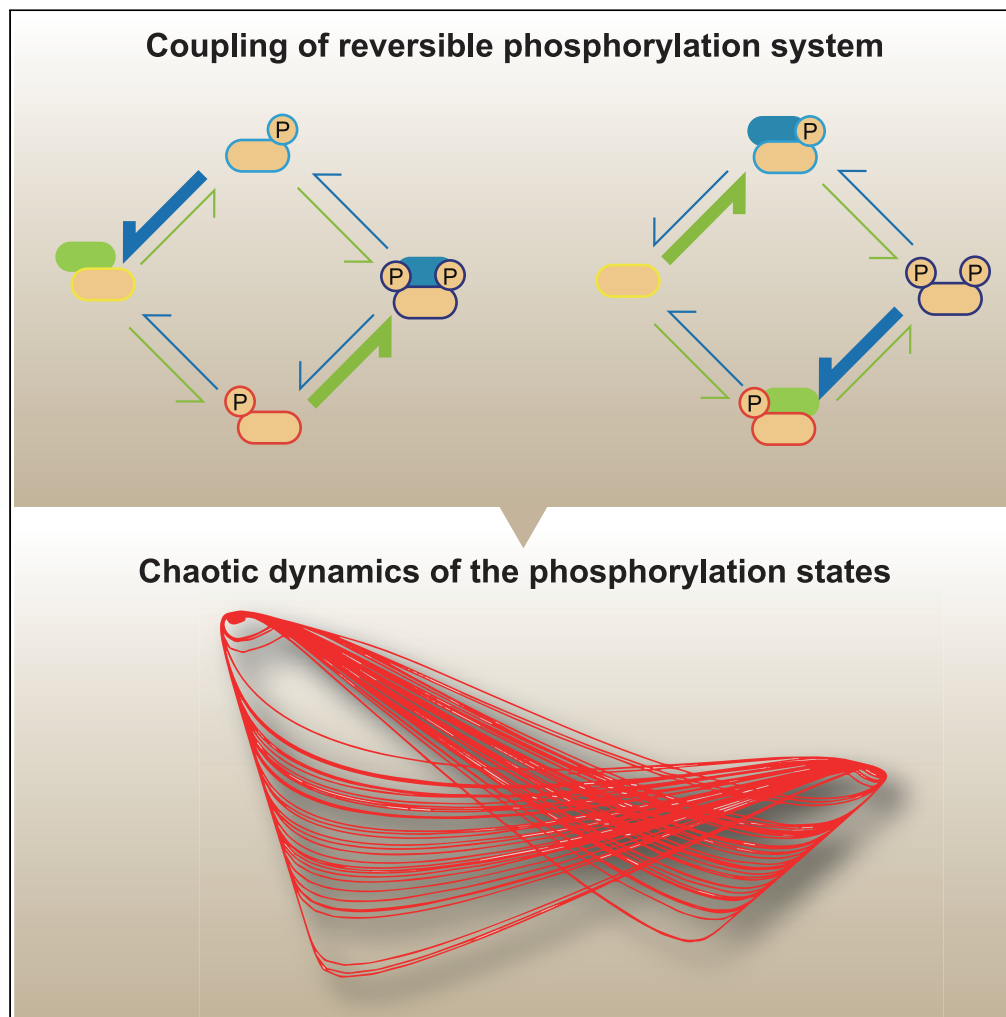 Coupling of reversible phosphorylation system
P
P
P P
P P
P
P
Chaotic dynamics of the phosphorylation states